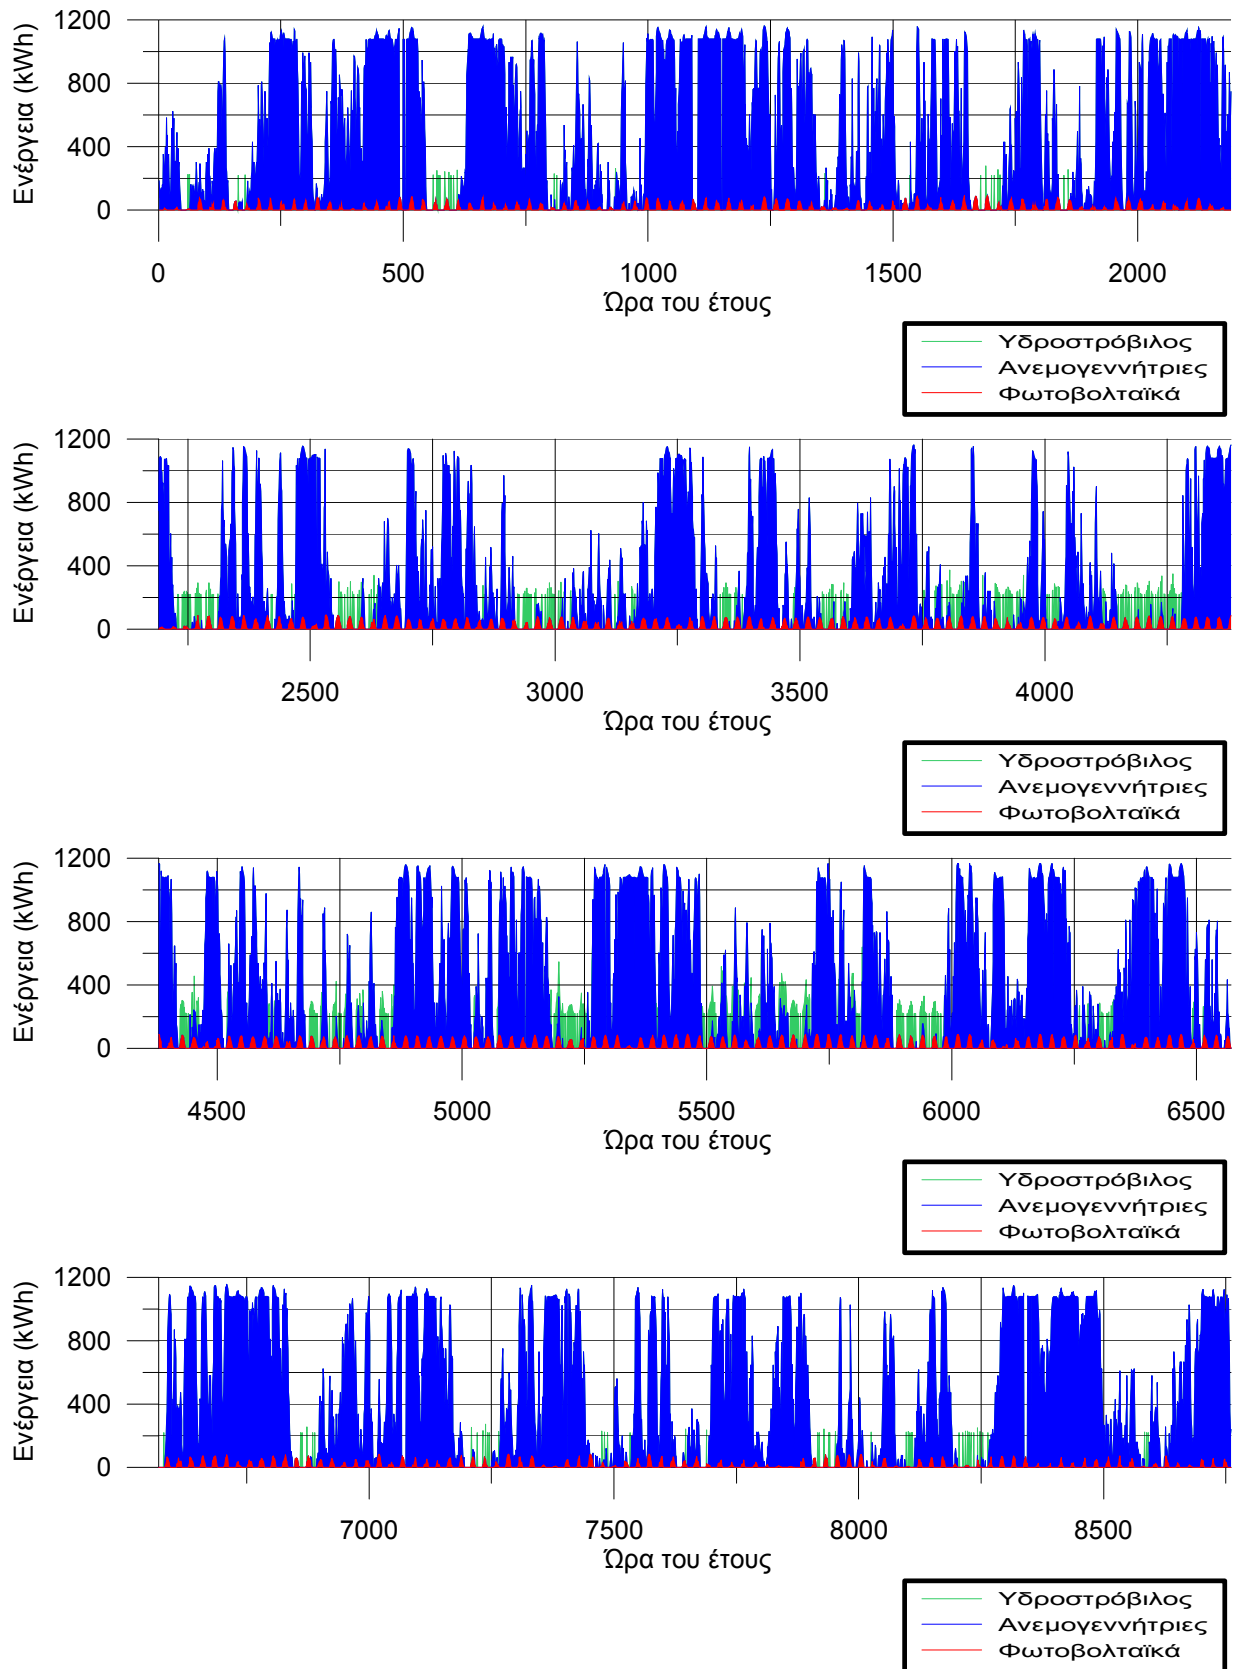 1200
800
400
0
Ενέργεια (kWh)
0 500 1000 1500 2000
Ώρα του έτους
Υδροστρόβιλος
Ανεμογεννήτριες
Φωτοβολταϊκά
1200
800
400
0
Ενέργεια (kWh)
2500 3000 3500 4000
Ώρα του έτους
Υδροστρόβιλος
Ανεμογεννήτριες
Φωτοβολταϊκά
1200
800
400
0
Ενέργεια (kWh)
4500 5000 5500 6000 6500
Ώρα του έτους
Υδροστρόβιλος
Ανεμογεννήτριες
Φωτοβολταϊκά
1200
800
400
0
Ενέργεια (kWh)
7000 7500 8000 8500
Ώρα του έτους
Υδροστρόβιλος
Ανεμογεννήτριες
Φωτοβολταϊκά